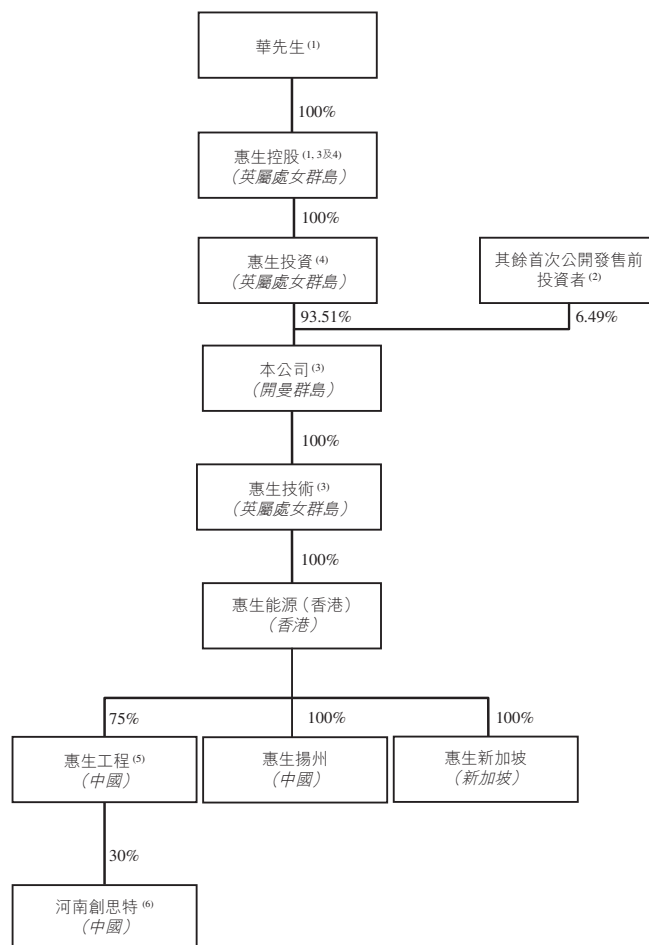 華先生 (1)
100%
惠生控股 (1, 3及4)
（英屬處女群島）
100%
惠生投資 (4)
（英屬處女群島）
其餘首次公開發售前
投資者 (2)
93.51%
6.49%
本公司 (3)
（開曼群島）
100%
惠生技術 (3)
（英屬處女群島）
100%
惠生能源（香港）
（香港）
75%
100%
100%
惠生工程 (5)
（中國）
惠生揚州
（中國）
惠生新加坡
（新加坡）
30%
河南創思特 (6)
（中國）